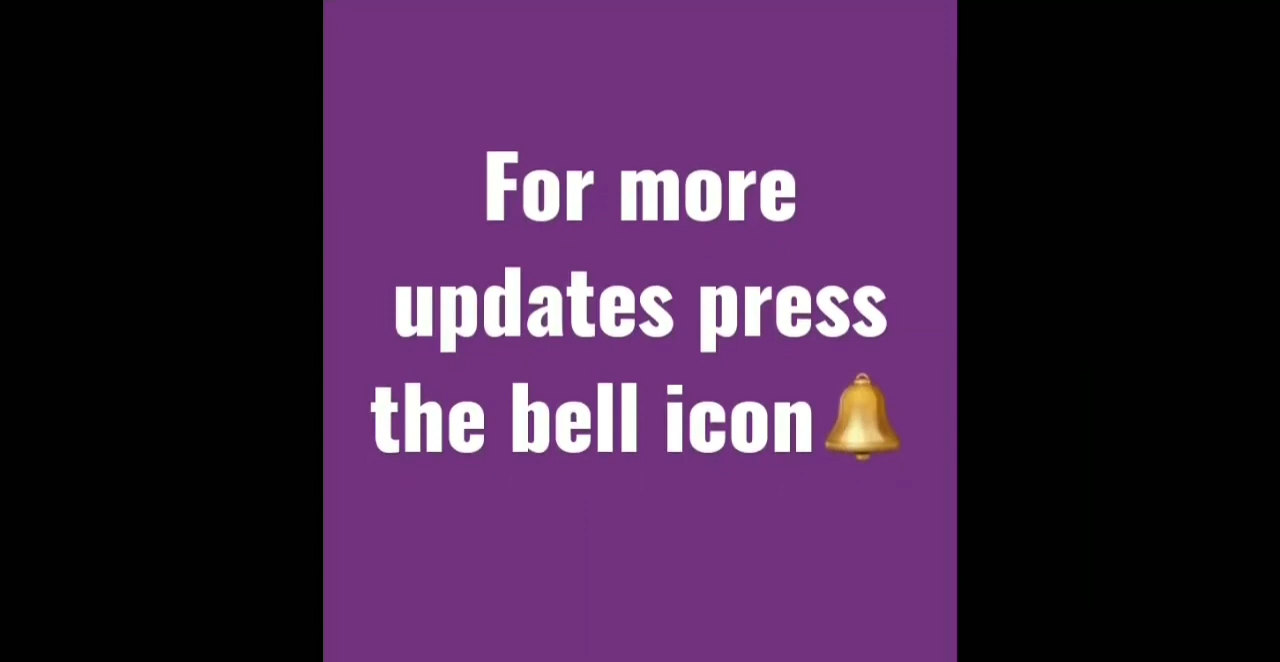 For more
updates press
the bell icon🔔